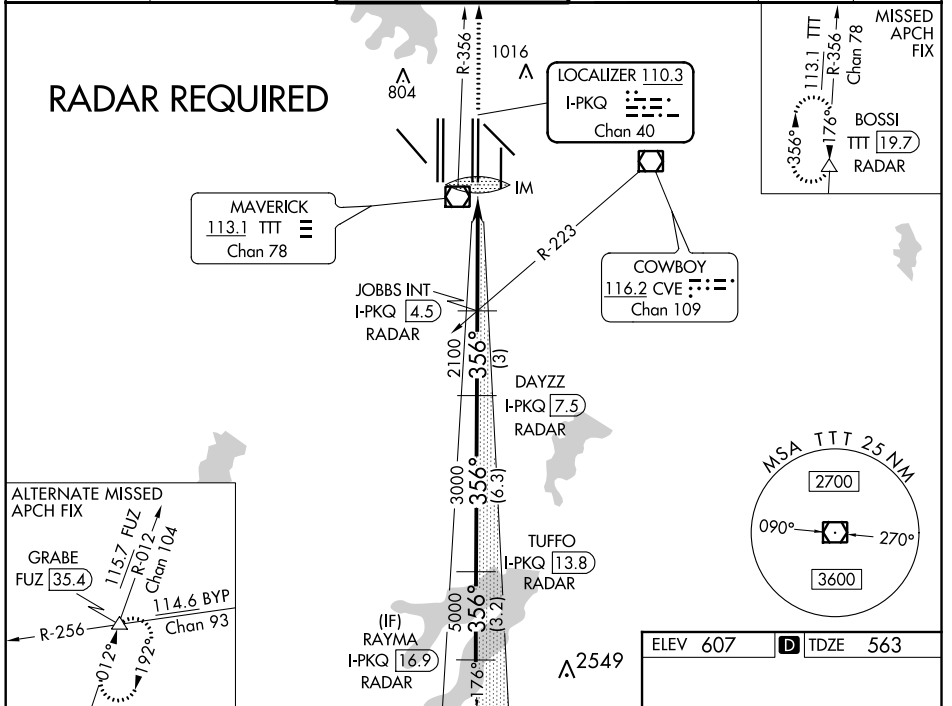 RADAR REQUIRED
804
R-356
1016
LOCALIZER 110.3
I-PKQ
Chan 40
MISSED
APCH
FIX
113.1 TTT
R-356
Chan 78
356°
176°
BOSSI
TTT 19.7
RADAR
IM
MAVERICK
113.1 TTT
Chan 78
R-223
COWBOY
116.2 CVE
Chan 109
JOBBS INT
I-PKQ 4.5
RADAR
2100
356°
(3)
DAYZZ
I-PKQ 7.5
RADAR
3000
356°
(6.3)
TUFFO
I-PKQ 13.8
RADAR
5000
356°
(3.2)
(IF)
RAYMA
I-PKQ 16.9
RADAR
176°
2549
MSA TTT 25 NM
2700
090°
270°
3600
ALTERNATE MISSED
APCH FIX
GRABE
FUZ 35.4
115.7 FUZ
R-012
Chan 104
114.6 BYP
Chan 93
R-256
012°
192°
ELEV 607 D TDZE 563